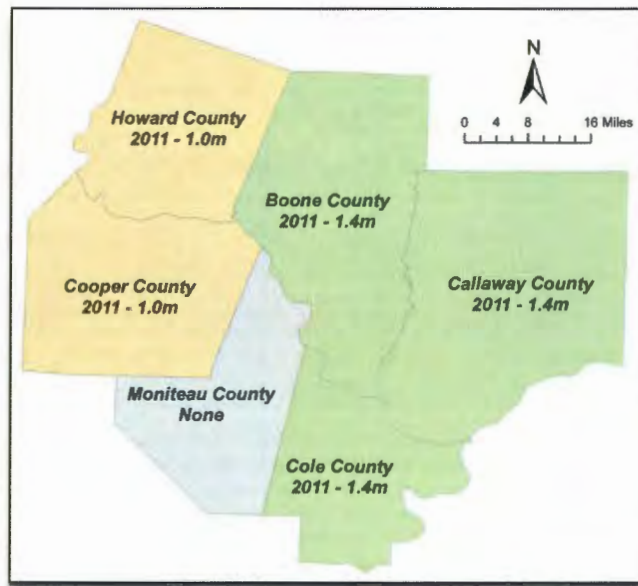 N
0 4 8 16 Miles
Howard County
2011 - 1.0m
Boone County
2011 - 1.4m
Cooper County
2011 - 1.0m
Callaway County
2011 - 1.4m
Moniteau County
None
Cole County
2011 - 1.4m